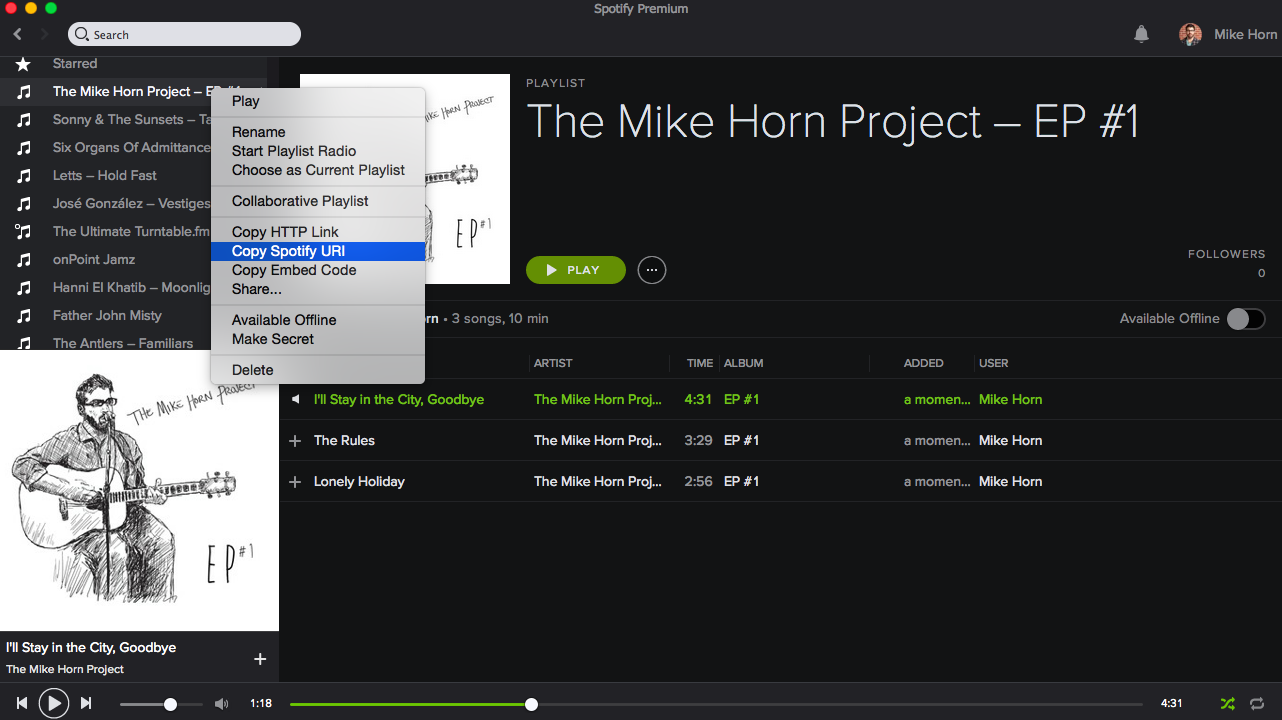 Spotify Premium
Search
Mike Horn
Starred
The Mike Horn Project – EP
Sonny & The Sunsets – Ta
Six Organs Of Admittance
Letts – Hold Fast
José González – Vestiges
The Ultimate Turntable.fm
onPoint Jamz
Hanni El Khatib – Moonlig
Father John Misty
The Antlers – Familiars
Play
Rename
Start Playlist Radio
Choose as Current Playlist
Collaborative Playlist
Copy HTTP Link
Copy Spotify URI
Copy Embed Code
Share...
Available Offline
Make Secret
Delete
MIKE HORN PROJECT
EP #1
PLAYLIST
The Mike Horn Project – EP #1
PLAY
FOLLOWERS
0
orn • 3 songs, 10 min
Available Offline
ARTIST TIME ALBUM ADDED USER
I'll Stay in the City, Goodbye The Mike Horn Proj... 4:31 EP #1 a momen... Mike Horn
The Rules The Mike Horn Proj... 3:29 EP #1 a momen... Mike Horn
Lonely Holiday The Mike Horn Proj... 2:56 EP #1 a momen... Mike Horn
THE MIKE HORN PROJECT
EP #1
I'll Stay in the City, Goodbye
The Mike Horn Project
1:18
4:31